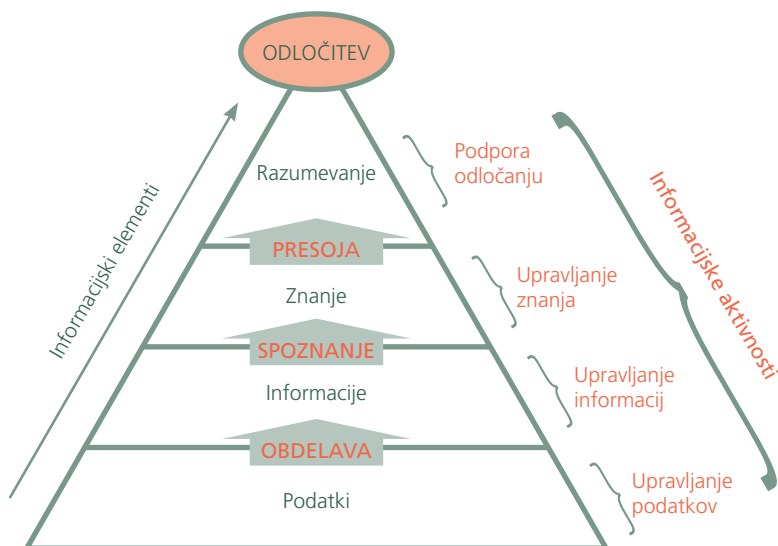 ODLOČITEV
Informacijski elementi
Razumevanje
Podpora
odločanju
PRESOJA
Znanje
Upravljanje
znanja
SPOZNANJE
Informacije
Upravljanje
informacij
OBDELAVA
Podatki
Upravljanje
podatkov
Informacijske aktivnosti